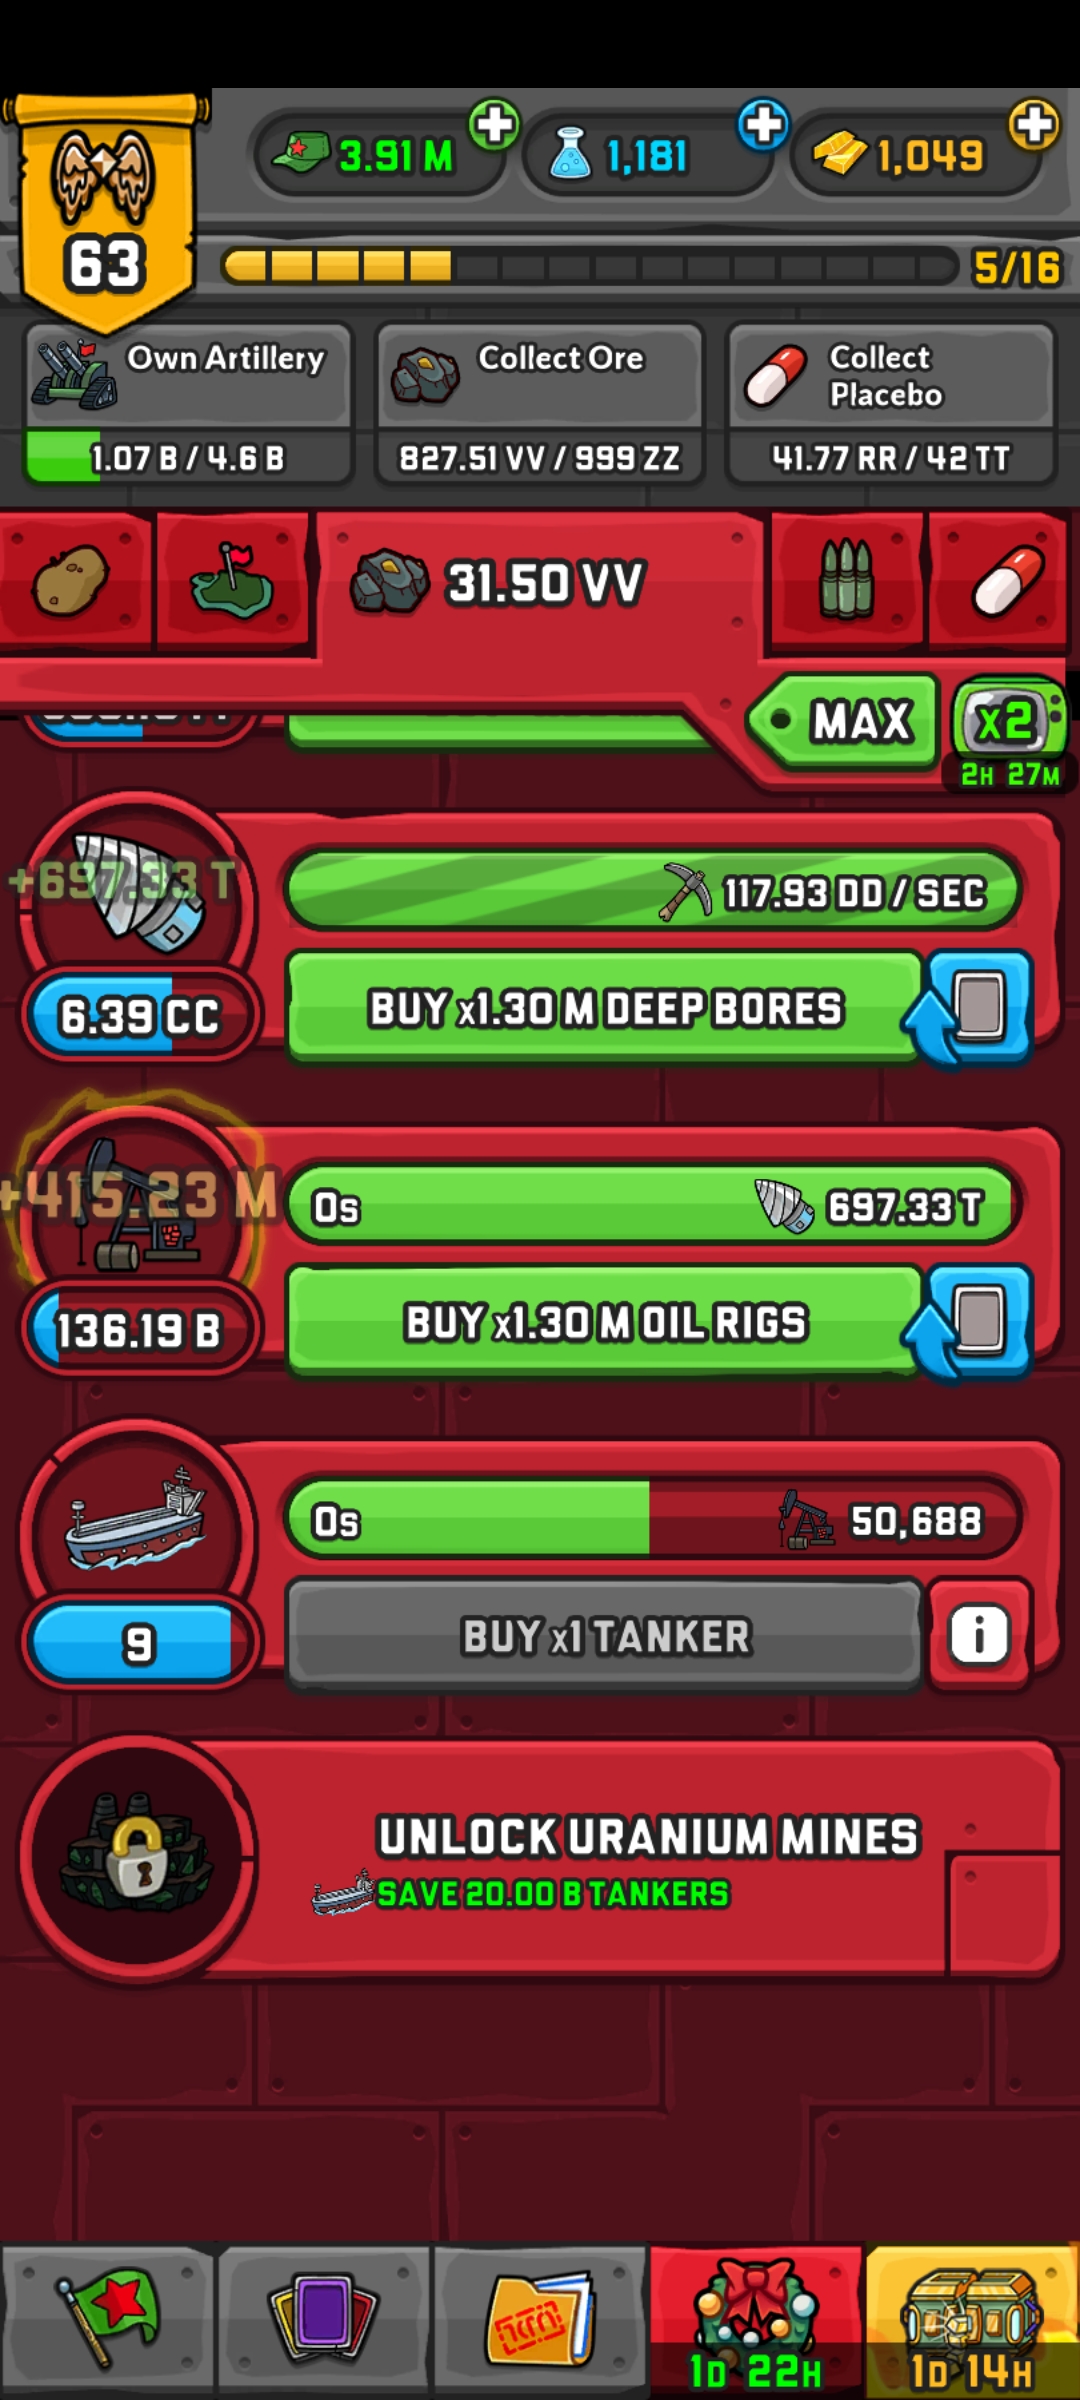 3.91 M
1,181
1,049
63
5/16
Own Artillery
1.07 B / 4.6 B
Collect Ore
827.51 VV / 999 ZZ
Collect
Placebo
41.77 RR / 42 TT
31.50 VV
MAX
x2
2H 27M
+697.33 T
117.93 DD / SEC
6.39 CC
BUY x1.30 M DEEP BORES
+415.23 M
0s
697.33 T
136.19 B
BUY x1.30 M OIL RIGS
0s
50,688
9
BUY x1 TANKER
i
UNLOCK URANIUM MINES
SAVE 20.00 B TANKERS
1D 22H
1D 14H